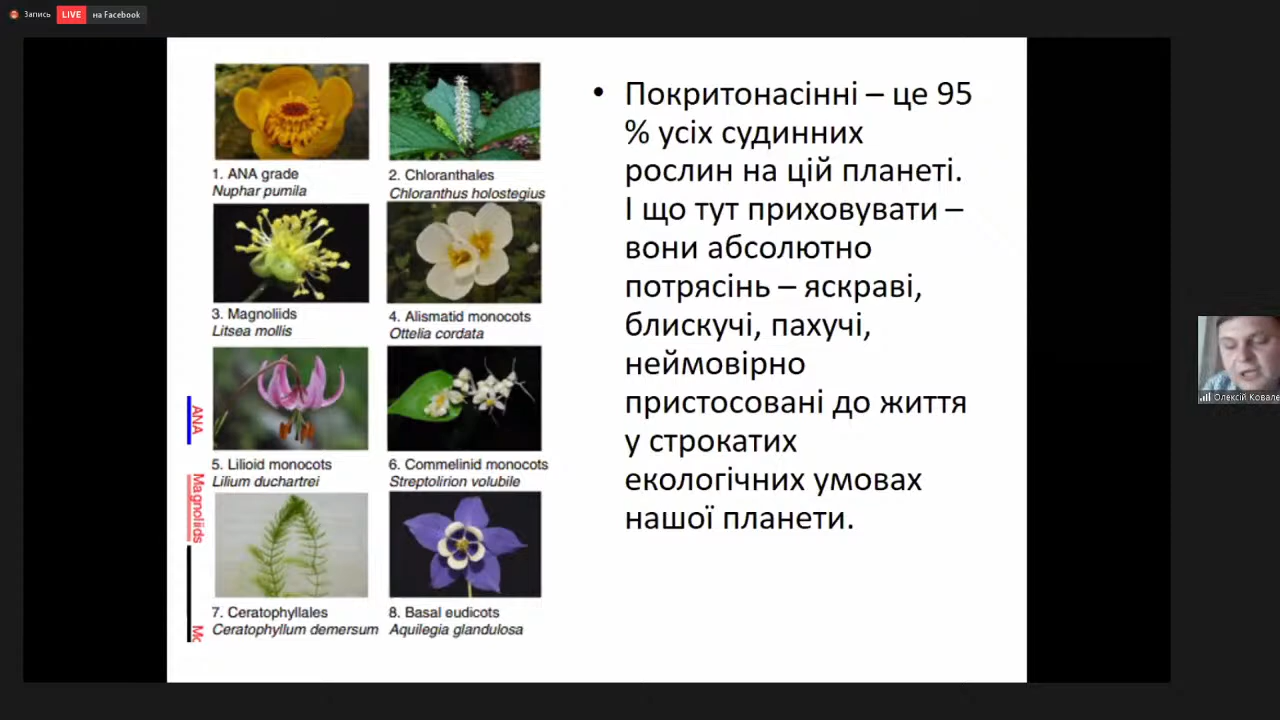 Запись LIVE на Facebook
1. ANA grade
Nuphar pumila
2. Chloranthales
Chloranthus holostegius
3. Magnoliids
Litsea mollis
4. Alismatid monocots
Ottelia cordata
5. Lilioid monocots
Lilium duchartrei
6. Commelinid monocots
Streptolirion volubile
7. Ceratophyllales
Ceratophyllum demersum
8. Basal eudicots
Aquilegia glandulosa
ANA
Magnoliids
• Покритонасінні – це 95
% усіх судинних
рослин на цій планеті.
І що тут приховувати –
вони абсолютно
потрясінь – яскраві,
блискучі, пахучі,
неймовірно
пристосовані до життя
у строкатих
екологічних умовах
нашої планети.
Олексій Ковале